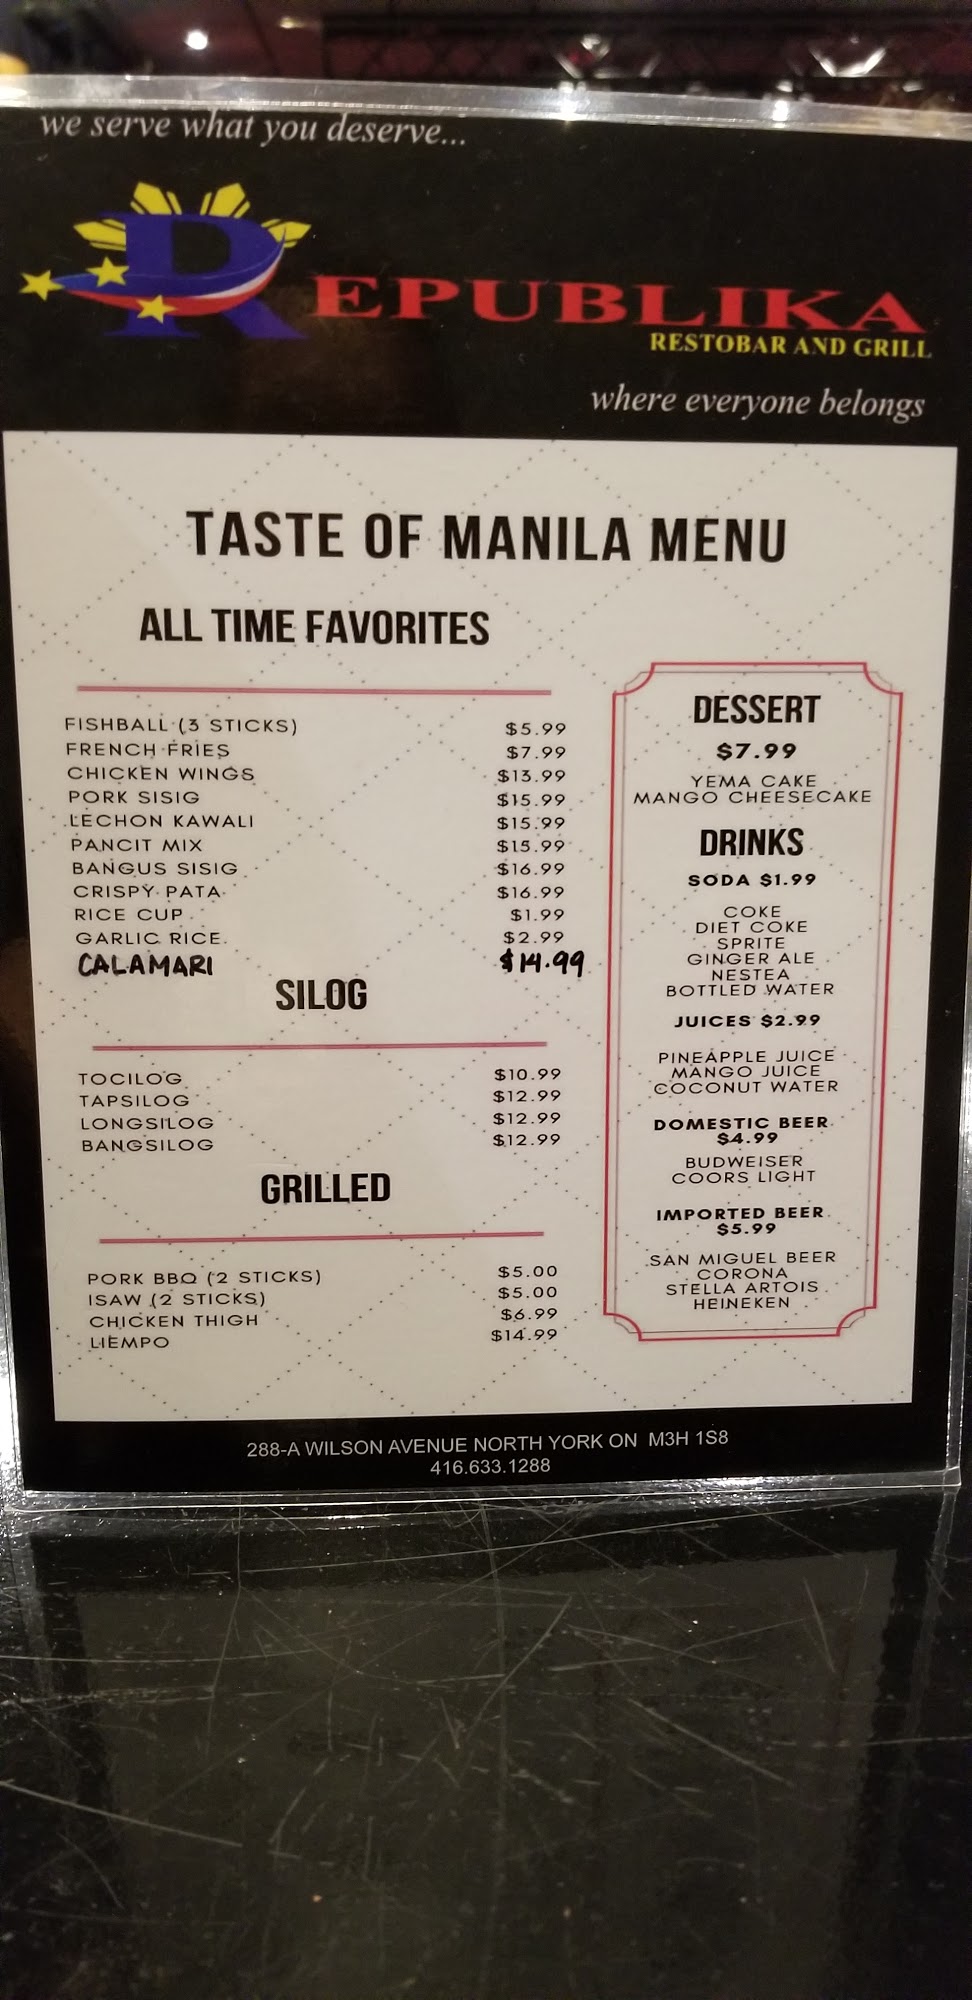 we serve what you deserve...
REPUBLIKA
RESTOBAR AND GRILL
where everyone belongs
TASTE OF MANILA MENU
ALL TIME FAVORITES
FISHBALL (3 STICKS) $5.99
FRENCH FRIES $7.99
CHICKEN WINGS $13.99
PORK SISIG $15.99
LECHON KAWALI $15.99
PANCIT MIX $15.99
BANGUS SISIG $16.99
CRISPY PATA $16.99
RICE CUP $1.99
GARLIC RICE $2.99
CALAMARI $14.99
SILOG
TOCILOG $10.99
TAPSILOG $12.99
LONGSILOG $12.99
BANGSILOG $12.99
GRILLED
PORK BBQ (2 STICKS) $5.00
ISAW (2 STICKS) $5.00
CHICKEN THIGH $6.99
LIEMPO $14.99
DESSERT
$7.99
YEMA CAKE
MANGO CHEESECAKE
DRINKS
SODA $1.99
COKE
DIET COKE
SPRITE
GINGER ALE
NESTEA
BOTTLED WATER
JUICES $2.99
PINEAPPLE JUICE
MANGO JUICE
COCONUT WATER
DOMESTIC BEER
$4.99
BUDWEISER
COORS LIGHT
IMPORTED BEER
$5.99
SAN MIGUEL BEER
CORONA
STELLA ARTOIS
HEINEKEN
288-A WILSON AVENUE NORTH YORK ON M3H 1S8
416.633.1288